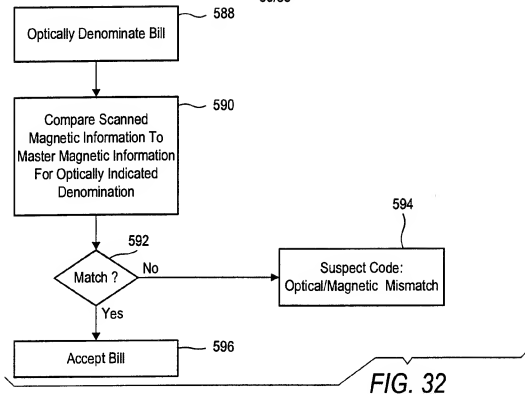 Optically Denominate Bill
588
Compare Scanned
Magnetic Information To
Master Magnetic Information
For Optically Indicated
Denomination
590
592
Match ?
No
Yes
594
Suspect Code:
Optical/Magnetic Mismatch
Accept Bill
596
FIG. 32